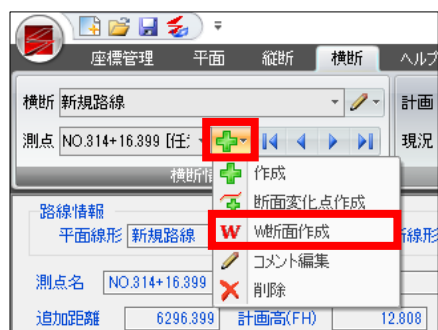 座標管理 平面 縦断 横断 ヘルプ
横断 新規路線 計画
測点 NO.314+16.399 [任: 現況
横断情
作成
断面変化点作成
W W断面作成
コメント編集
削除
路線情報
平面線形 新規路線 線形
測点名 NO.314+16.399
追加距離 6296.399 計画高(FH) 12.808